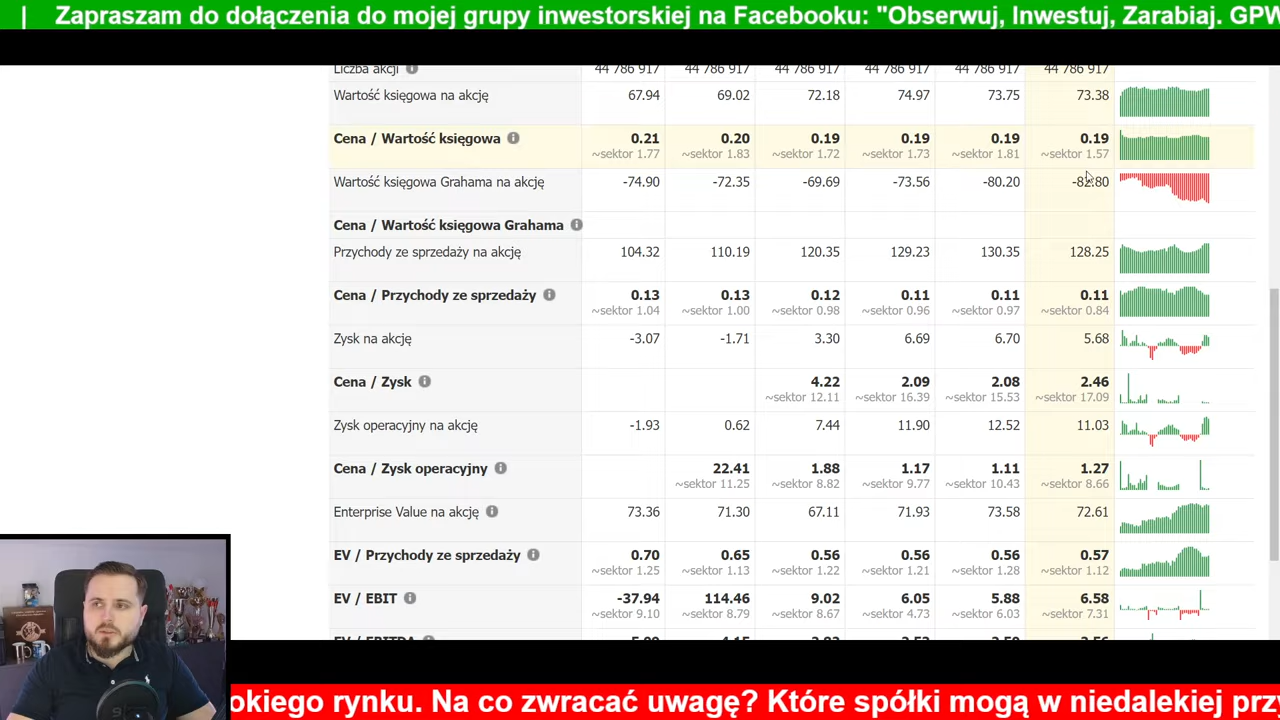 | Zapraszam do dołączenia do mojej grupy inwestorskiej na Facebooku: "Obserwuj, Inwestuj, Zarabiaj. GPW
Liczba akcji 44 786 917 44 786 917 44 786 917 44 786 917 44 786 917 44 786 917
Wartość księgowa na akcję 67.94 69.02 72.18 74.97 73.75 73.38
Cena / Wartość księgowa 0.21 0.20 0.19 0.19 0.19 0.19
~sektor 1.77 ~sektor 1.83 ~sektor 1.72 ~sektor 1.73 ~sektor 1.81 ~sektor 1.57
Wartość księgowa Grahama na akcję -74.90 -72.35 -69.69 -73.56 -80.20 -82.80
Cena / Wartość księgowa Grahama
Przychody ze sprzedaży na akcję 104.32 110.19 120.35 129.23 130.35 128.25
Cena / Przychody ze sprzedaży 0.13 0.13 0.12 0.11 0.11 0.11
~sektor 1.04 ~sektor 1.00 ~sektor 0.98 ~sektor 0.96 ~sektor 0.97 ~sektor 0.84
Zysk na akcję -3.07 -1.71 3.30 6.69 6.70 5.68
Cena / Zysk 4.22 2.09 2.08 2.46
~sektor 12.11 ~sektor 16.39 ~sektor 15.53 ~sektor 17.09
Zysk operacyjny na akcję -1.93 0.62 7.44 11.90 12.52 11.03
Cena / Zysk operacyjny 22.41 1.88 1.17 1.11 1.27
~sektor 11.25 ~sektor 8.82 ~sektor 9.77 ~sektor 10.43 ~sektor 8.66
Enterprise Value na akcję 73.36 71.30 67.11 71.93 73.58 72.61
EV / Przychody ze sprzedaży 0.70 0.65 0.56 0.56 0.56 0.57
~sektor 1.25 ~sektor 1.13 ~sektor 1.22 ~sektor 1.21 ~sektor 1.28 ~sektor 1.12
EV / EBIT -37.94 114.46 9.02 6.05 5.88 6.58
~sektor 9.10 ~sektor 8.79 ~sektor 8.67 ~sektor 4.73 ~sektor 6.03 ~sektor 7.31
EV / EBITDA
okiego rynku. Na co zwracać uwagę? Które spółki mogą w niedalekiej prz